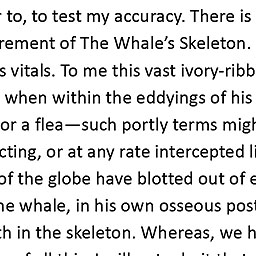 to, to test my accuracy. There is
rement of The Whale's Skeleton.
s vitals. To me this vast ivory-ribb
when within the eddyings of his
or a flea—such portly terms migh
cting, or at any rate intercepted li
of the globe have blotted out of e
he whale, in his own osseous post
th in the skeleton. Whereas, we h